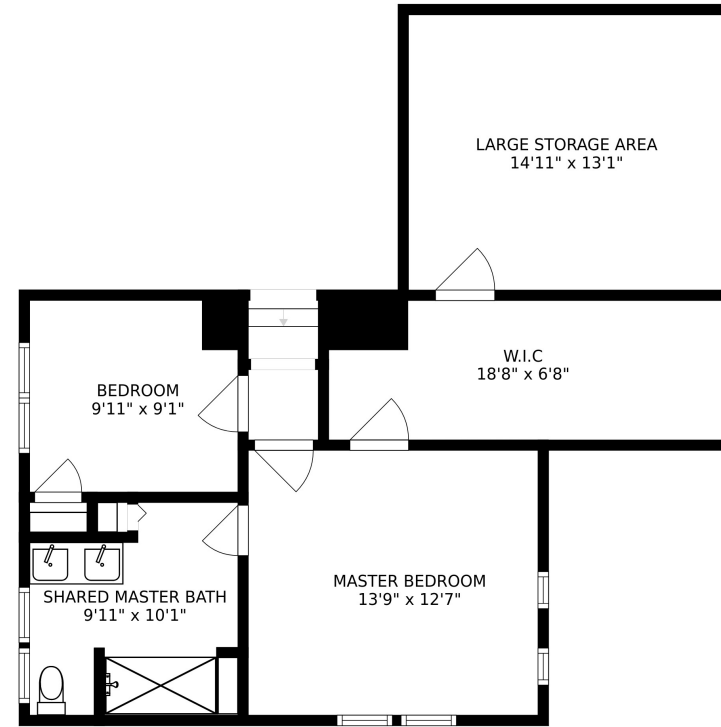 LARGE STORAGE AREA
14'11" x 13'1"
W.I.C
18'8" x 6'8"
BEDROOM
9'11" x 9'1"
MASTER BEDROOM
13'9" x 12'7"
SHARED MASTER BATH
9'11" x 10'1"